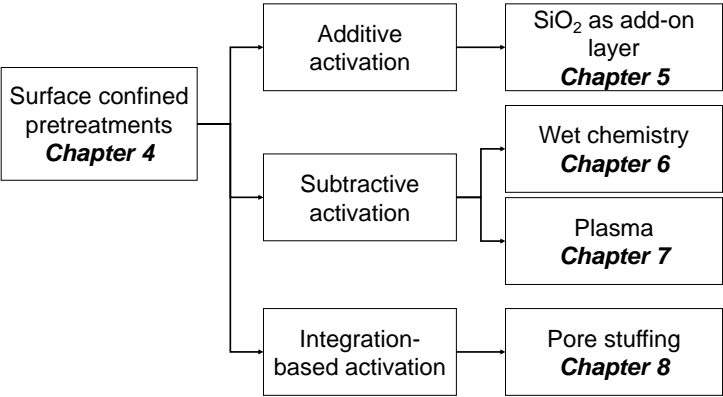 Surface confined
pretreatments
Chapter 4
Additive
activation
SiO₂ as add-on
layer
Chapter 5
Subtractive
activation
Wet chemistry
Chapter 6
Plasma
Chapter 7
Integration-
based activation
Pore stuffing
Chapter 8